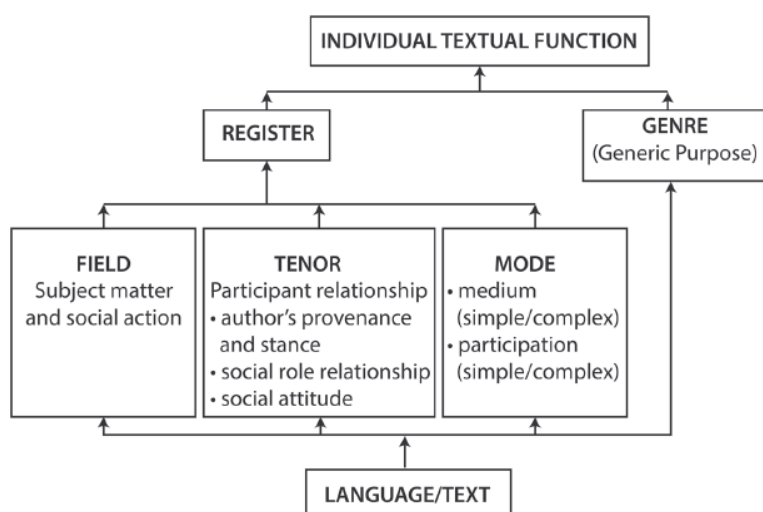 INDIVIDUAL TEXTUAL FUNCTION
REGISTER
GENRE
(Generic Purpose)
FIELD
Subject matter
and social action
TENOR
Participant relationship
• author's provenance
and stance
• social role relationship
• social attitude
MODE
• medium
(simple/complex)
• participation
(simple/complex)
LANGUAGE/TEXT